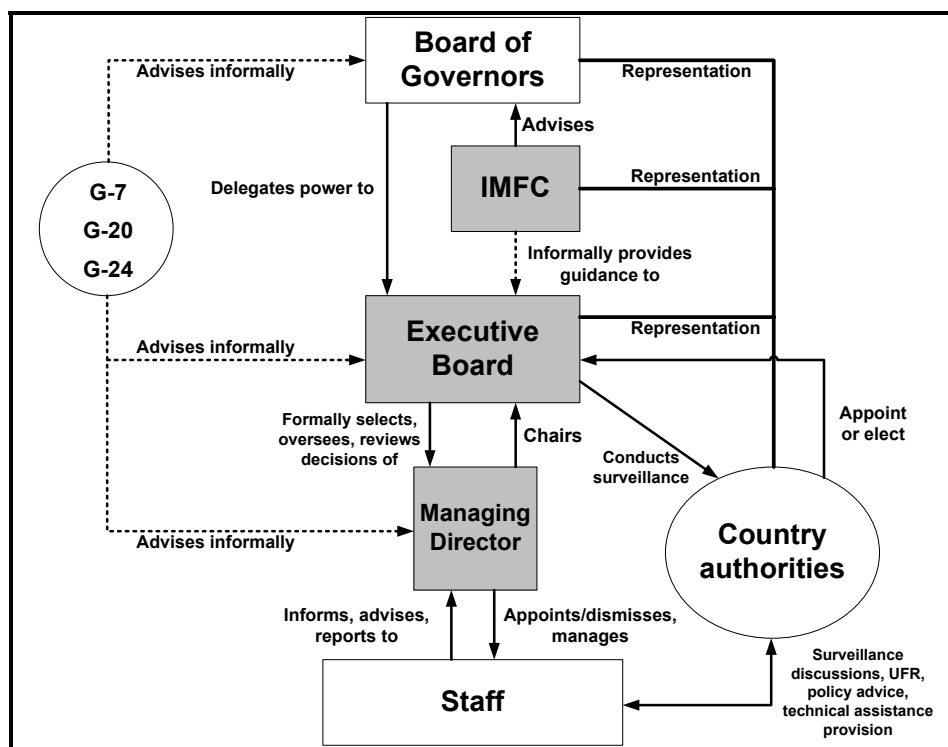 Board of
Governors
Advises informally
Representation
Advises
IMFC
Representation
G-7
G-20
G-24
Delegates power to
Informally provides
guidance to
Executive
Board
Representation
Advises informally
Appoint
or elect
Formally selects,
oversees, reviews
decisions of
Chairs
Conducts
surveillance
Managing
Director
Advises informally
Country
authorities
Informs, advises,
reports to
Appoints/dismisses,
manages
Staff
Surveillance
discussions, UFR,
policy advice,
technical assistance
provision